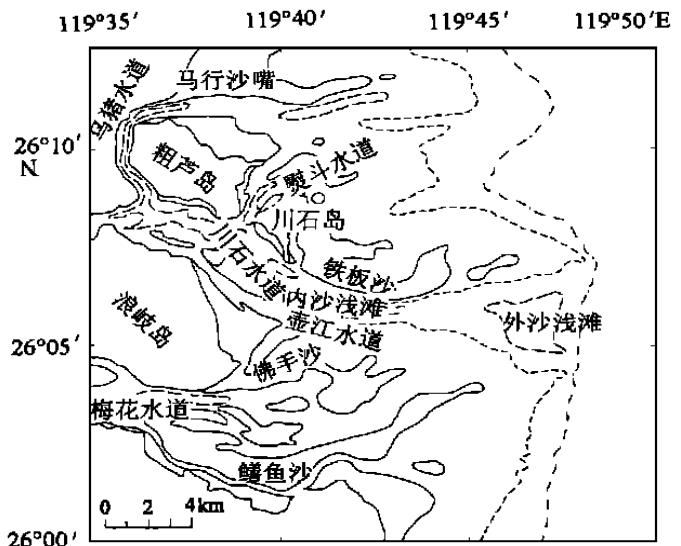 119°35′ 119°40′ 119°45′ 119°50′E
马猪水道
马行沙嘴
26°10′
N
粗芦岛
熨斗水道
川石岛
川石水道
铁板沙
内沙浅滩
外沙浅滩
浪岐岛
壶江水道
26°05′
佛手沙
梅花水道
鳝鱼沙
0 2 4km
26°00′